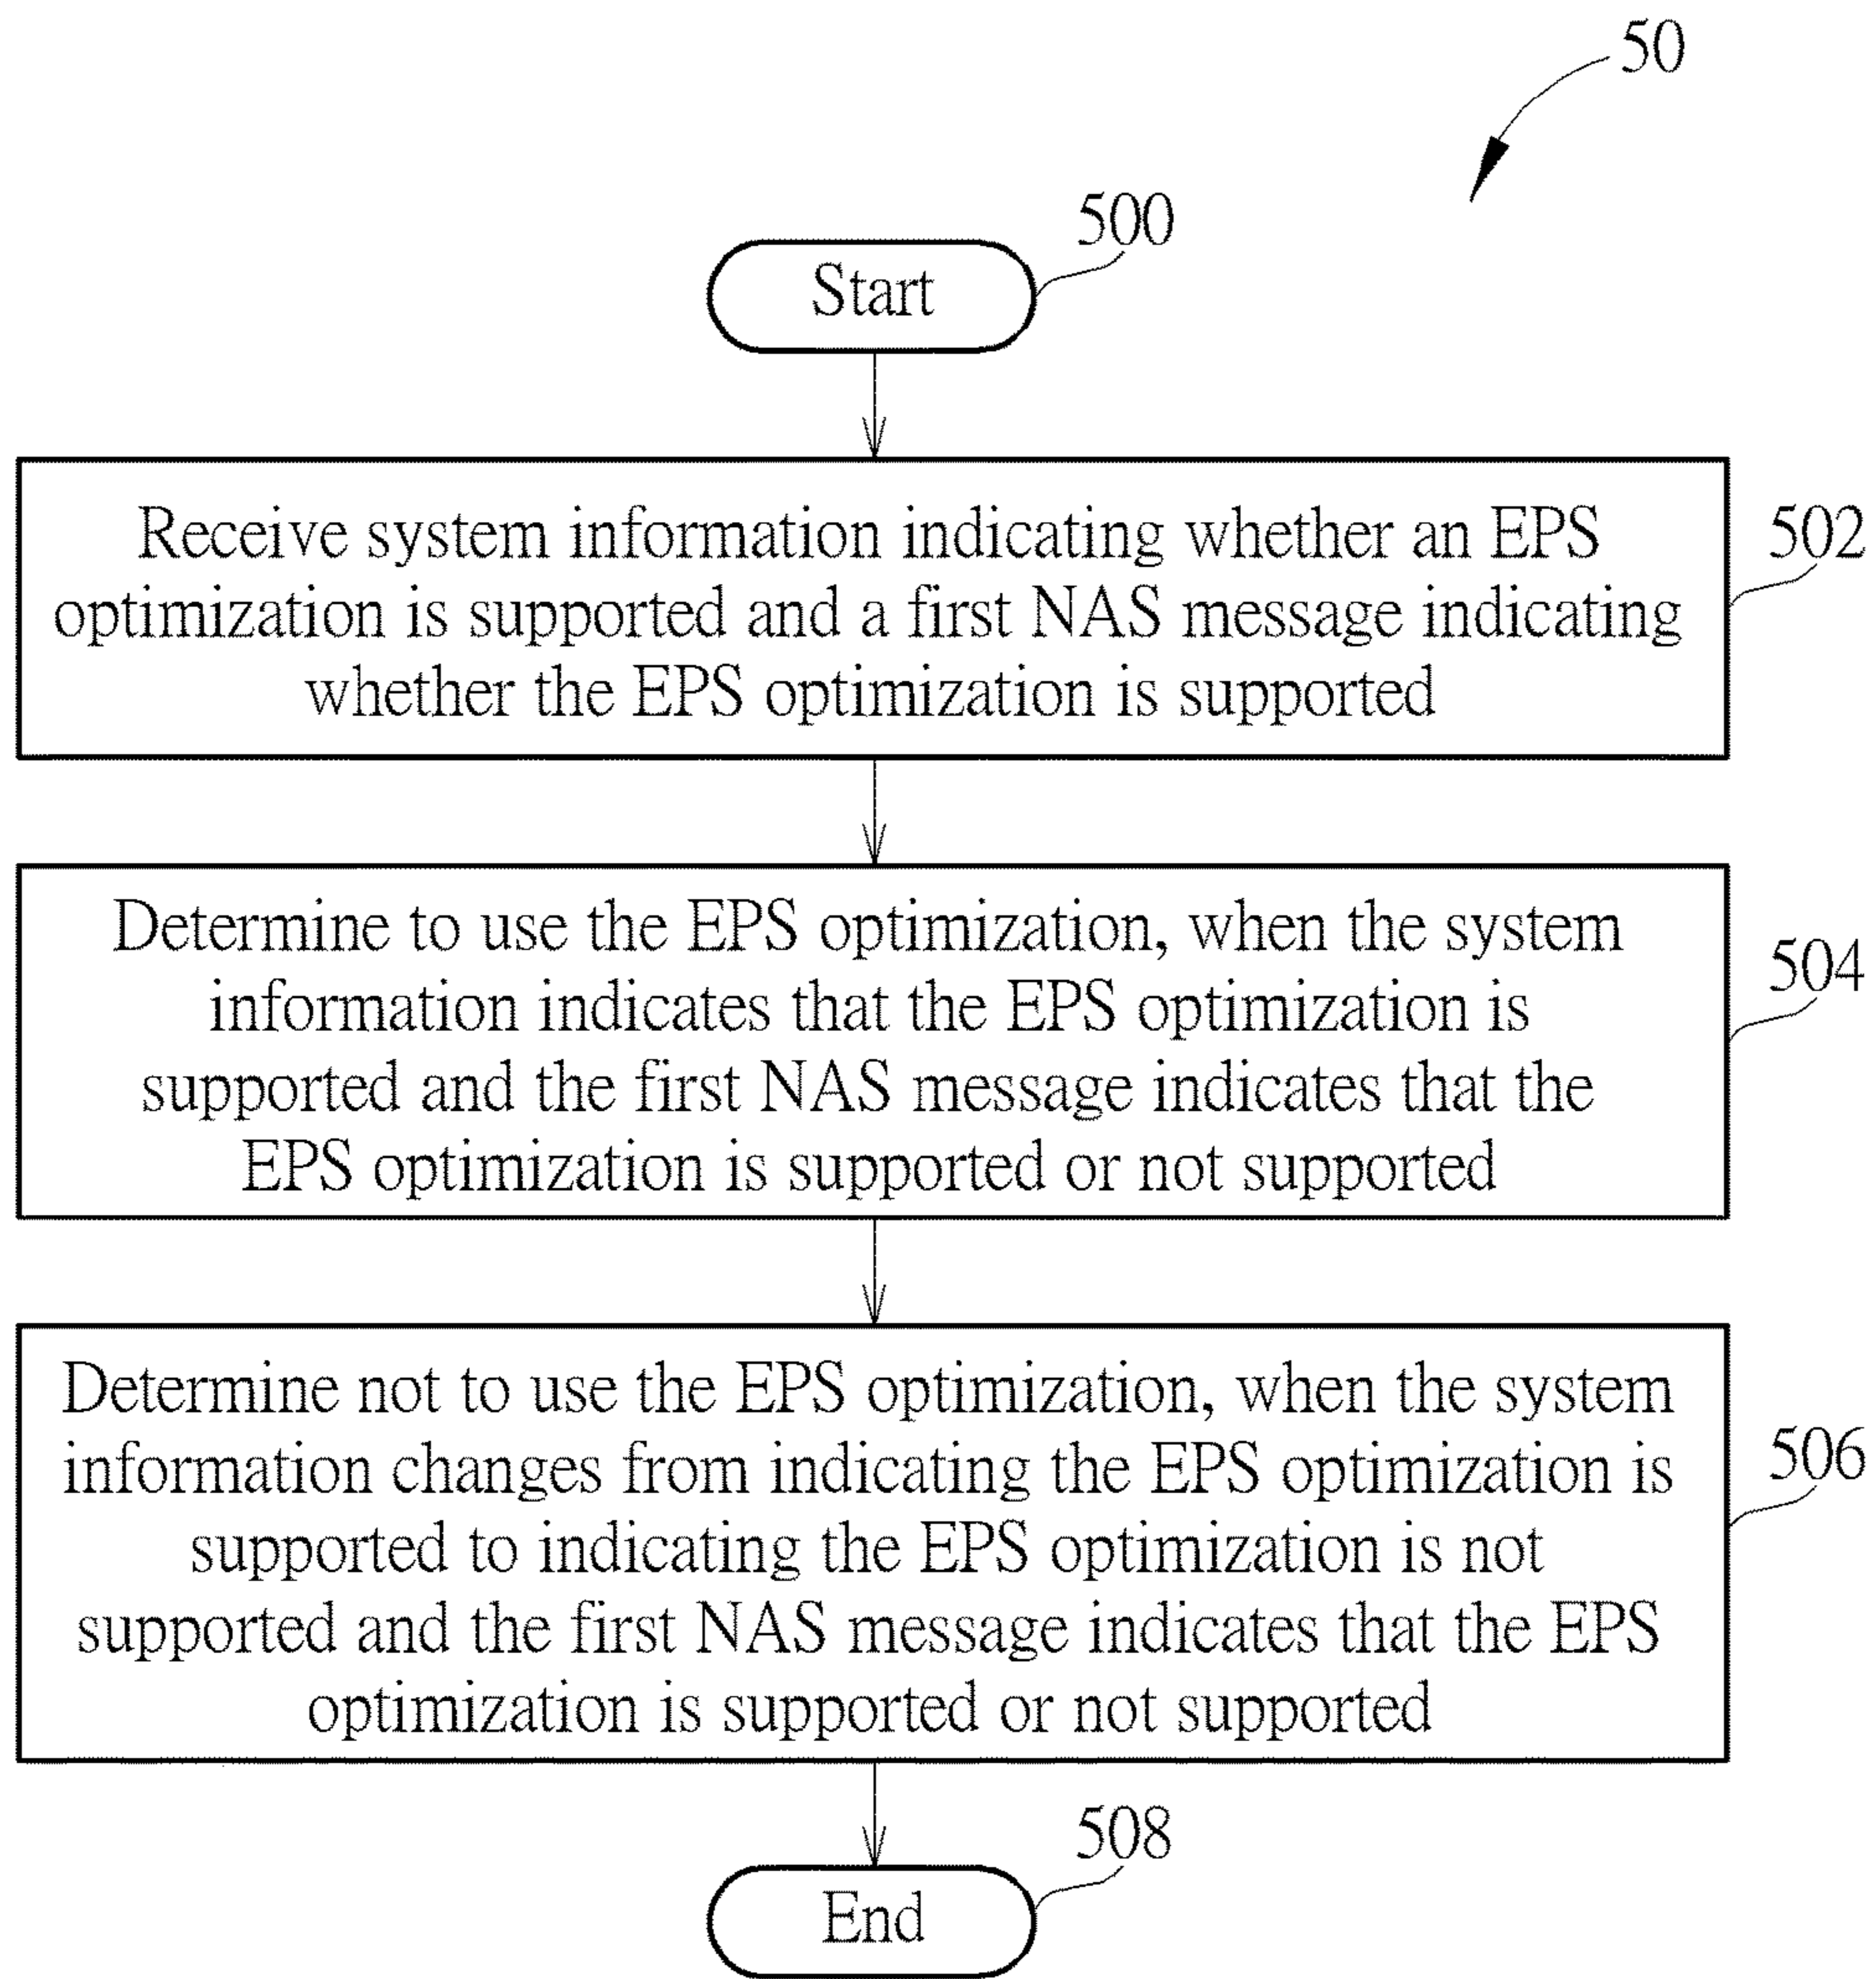 50
500
Start
Receive system information indicating whether an EPS
optimization is supported and a first NAS message indicating
whether the EPS optimization is supported
502
Determine to use the EPS optimization, when the system
information indicates that the EPS optimization is
supported and the first NAS message indicates that the
EPS optimization is supported or not supported
504
Determine not to use the EPS optimization, when the system
information changes from indicating the EPS optimization is
supported to indicating the EPS optimization is not
supported and the first NAS message indicates that the EPS
optimization is supported or not supported
506
508
End